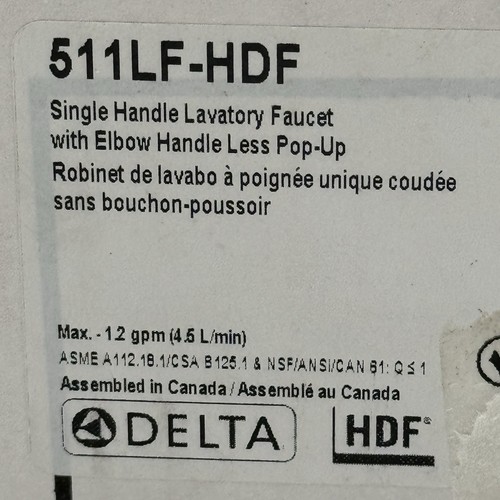 511LF-HDF
Single Handle Lavatory Faucet
with Elbow Handle Less Pop-Up
Robinet de lavabo à poignée unique coudée
sans bouchon-poussoir
Max. - 1.2 gpm (4.5 L/min)
ASME A112.18.1/CSA B125.1 & NSF/ANSI/CAN 61: Q ≤ 1
Assembled in Canada / Assemblé au Canada
DELTA HDF®